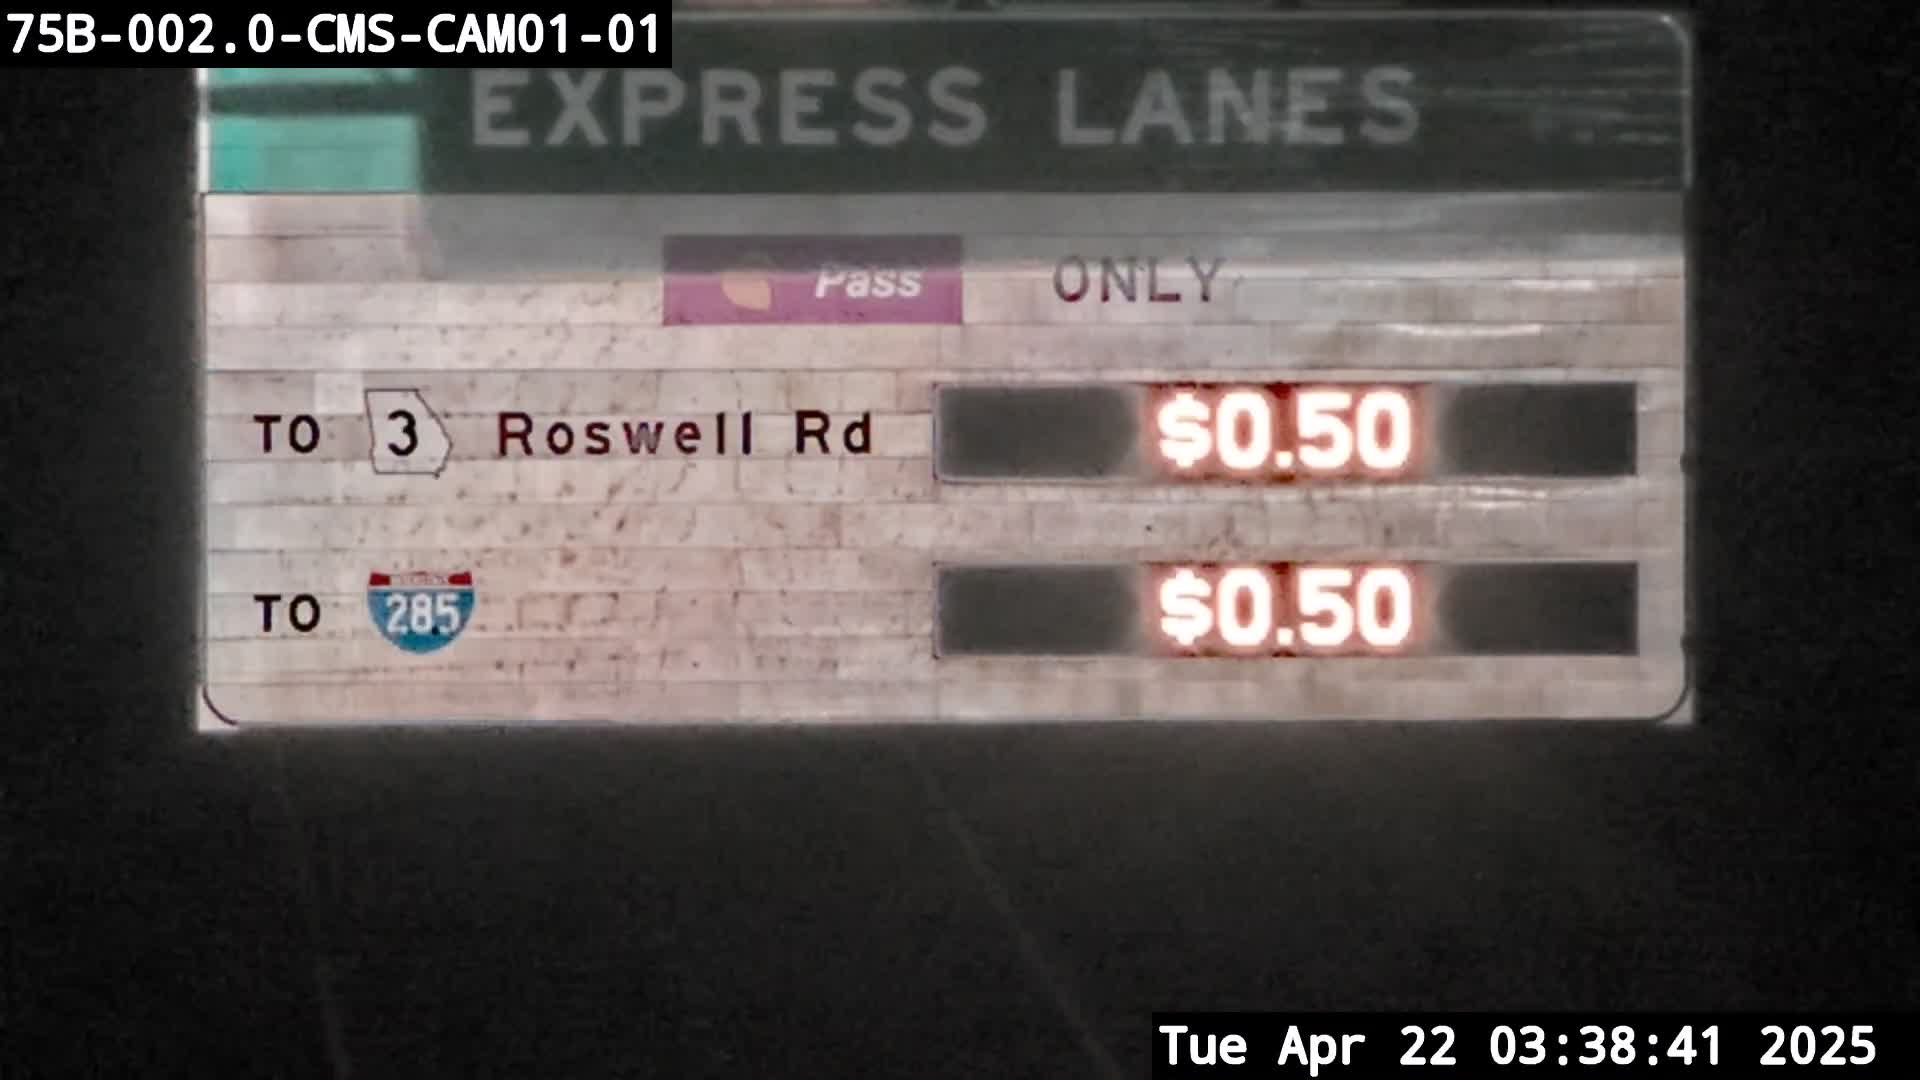 75B-002.0-CMS-CAM01-01
EXPRESS LANES
Pass ONLY
TO 3 Roswell Rd $0.50
TO 285 $0.50
Tue Apr 22 03:38:41 2025